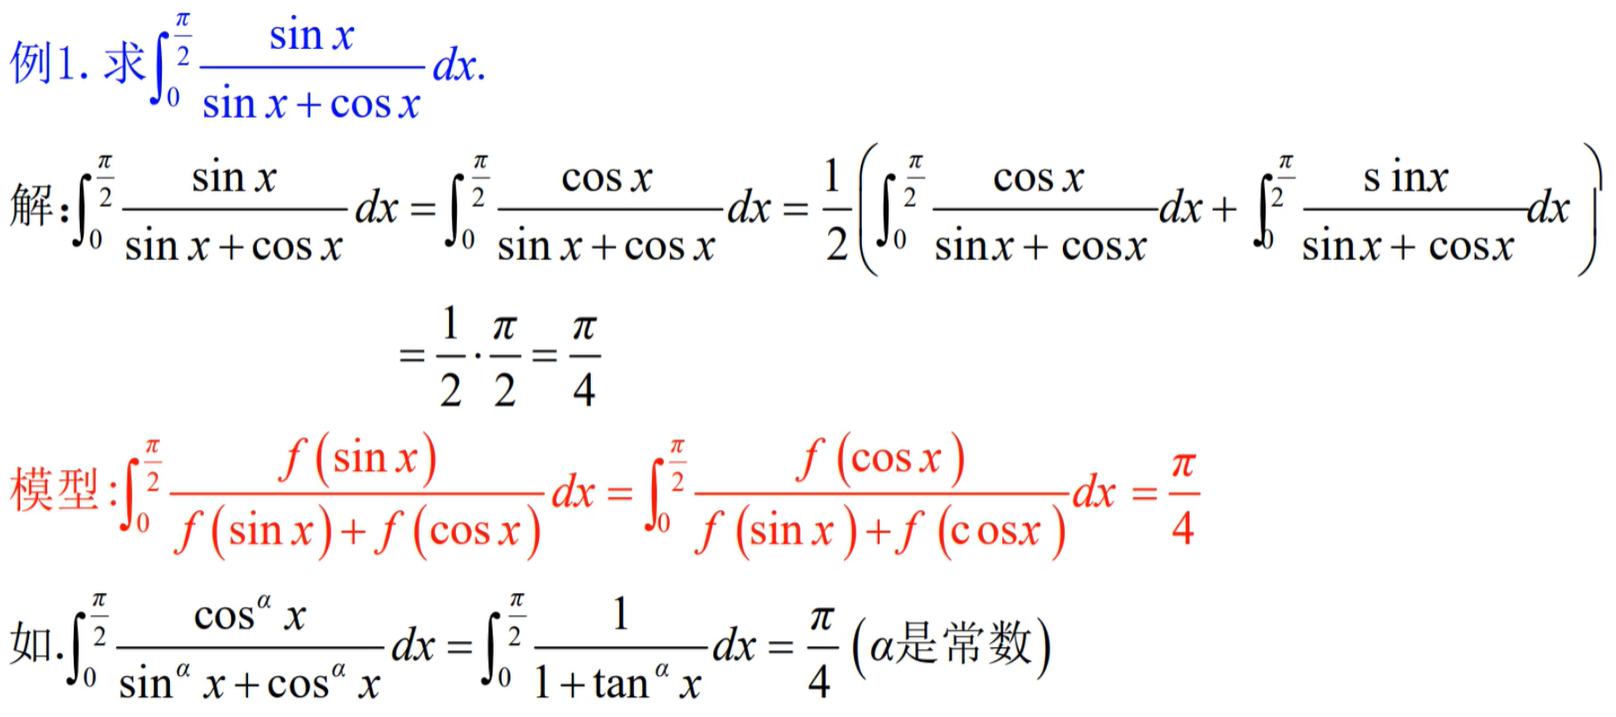 例1. 求$\int_0^{\frac{\pi}{2}} \frac{\sin x}{\sin x + \cos x} dx.$
解:$\int_0^{\frac{\pi}{2}} \frac{\sin x}{\sin x + \cos x} dx = \int_0^{\frac{\pi}{2}} \frac{\cos x}{\sin x + \cos x} dx = \frac{1}{2} \left( \int_0^{\frac{\pi}{2}} \frac{\cos x}{\sin x + \cos x} dx + \int_0^{\frac{\pi}{2}} \frac{\sin x}{\sin x + \cos x} dx \right)$
$= \frac{1}{2} \cdot \frac{\pi}{2} = \frac{\pi}{4}$
模型:$\int_0^{\frac{\pi}{2}} \frac{f(\sin x)}{f(\sin x) + f(\cos x)} dx = \int_0^{\frac{\pi}{2}} \frac{f(\cos x)}{f(\sin x) + f(\cos x)} dx = \frac{\pi}{4}$
如.$\int_0^{\frac{\pi}{2}} \frac{\cos^\alpha x}{\sin^\alpha x + \cos^\alpha x} dx = \int_0^{\frac{\pi}{2}} \frac{1}{1 + \tan^\alpha x} dx = \frac{\pi}{4} (\alpha是常数)$